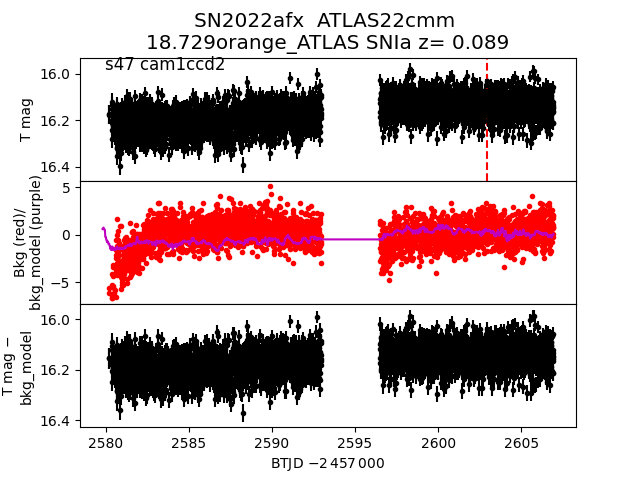 SN2022afx ATLAS22cmm
18.729orange_ATLAS SNIa z= 0.089
s47 cam1ccd2
16.0
16.2
16.4
T mag
5
0
−5
Bkg (red)/
bkg_model (purple)
16.0
16.2
16.4
T mag −
bkg_model
2580
2585
2590
2595
2600
2605
BTJD −2 457 000